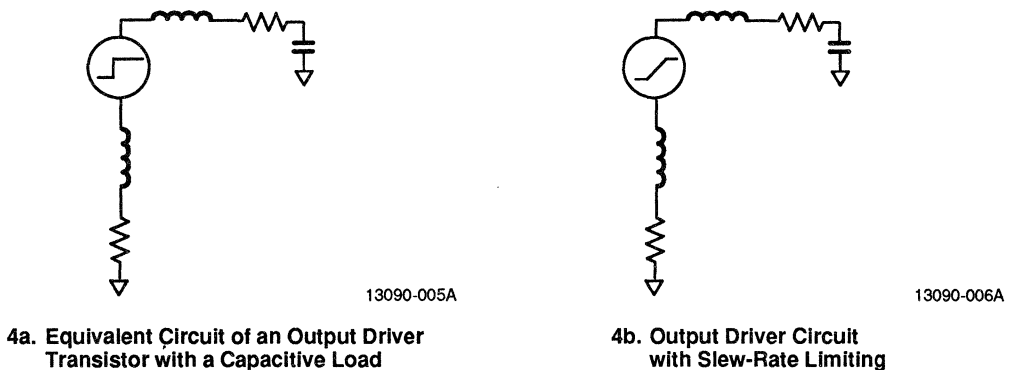 13090-005A
13090-006A
4a. Equivalent Circuit of an Output Driver
Transistor with a Capacitive Load
4b. Output Driver Circuit
with Slew-Rate Limiting